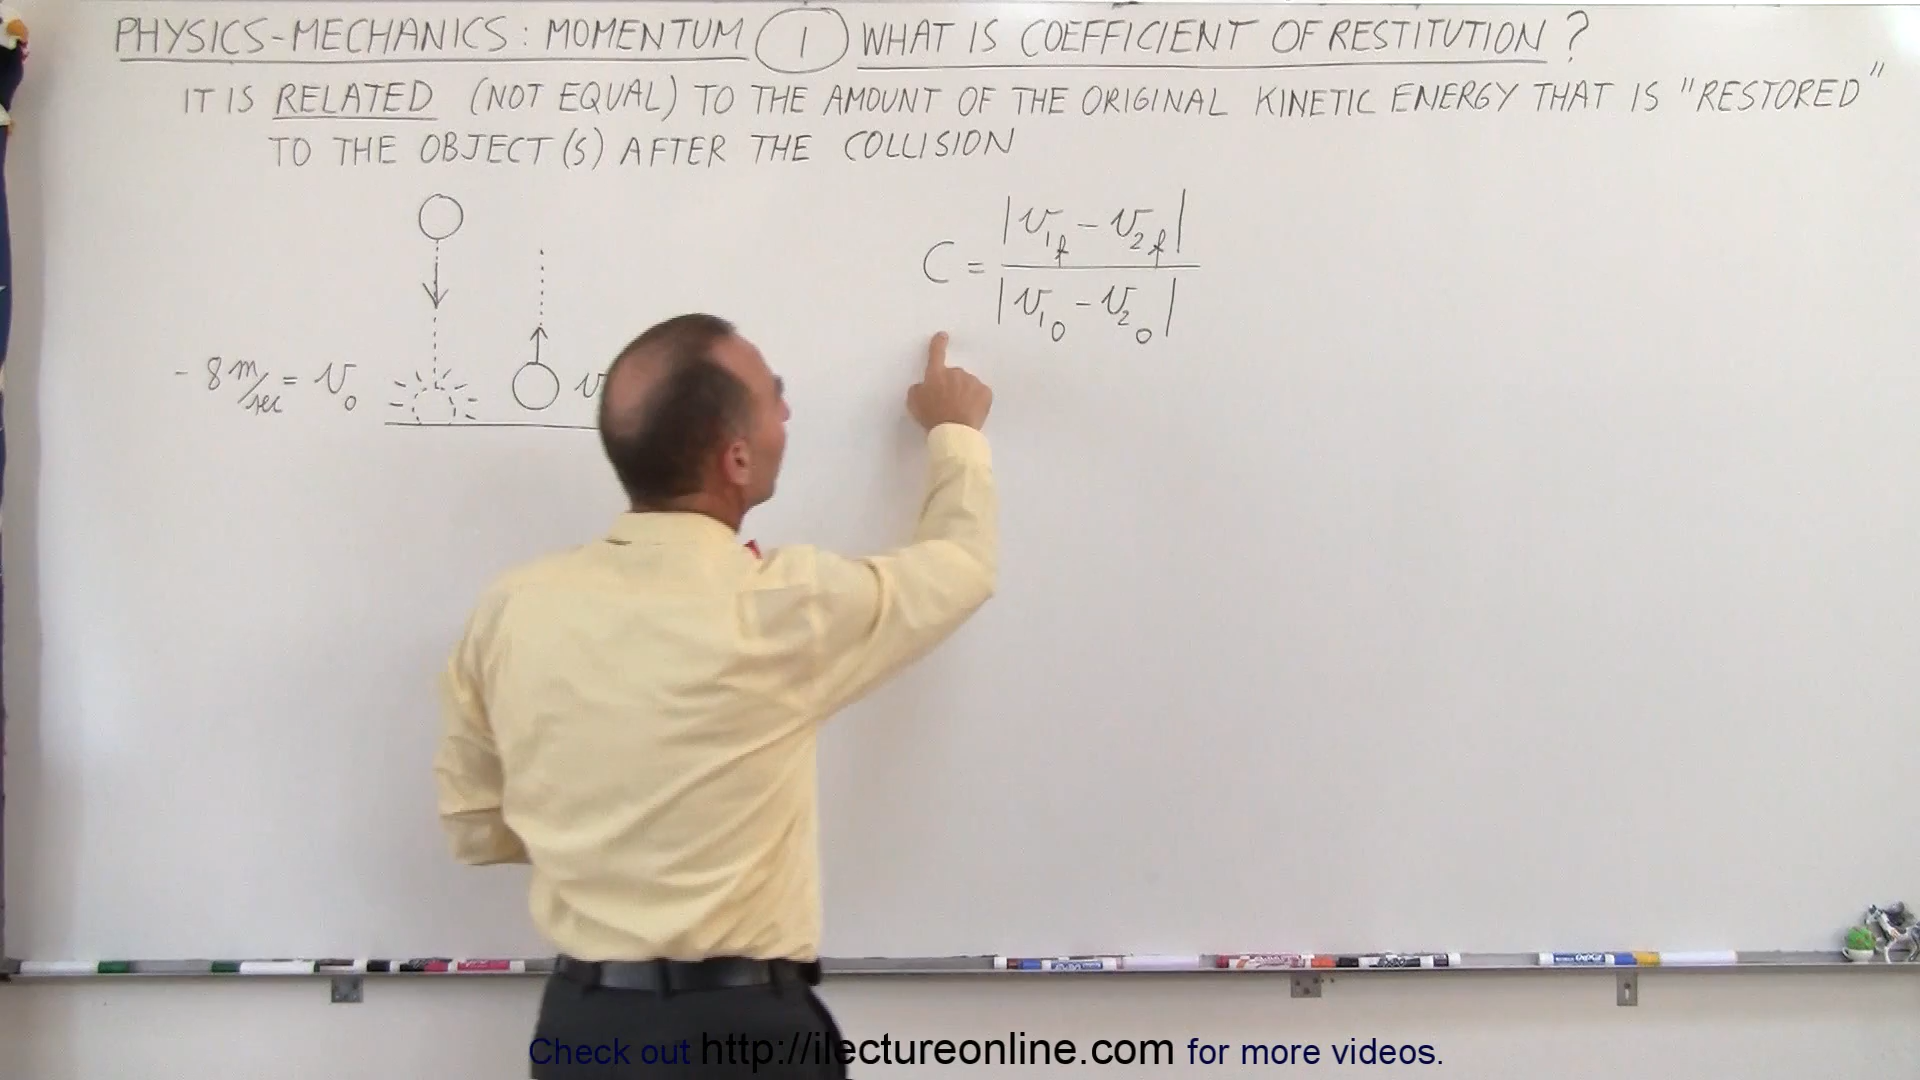 PHYSICS-MECHANICS: MOMENTUM (1) WHAT IS COEFFICIENT OF RESTITUTION?
IT IS RELATED (NOT EQUAL) TO THE AMOUNT OF THE ORIGINAL KINETIC ENERGY THAT IS "RESTORED"
TO THE OBJECT(S) AFTER THE COLLISION
C = |v₁f - v₂f| / |v₁₀ - v₂₀|
- 8 m/sec = v₀
v
Check out http://ilectureonline.com for more videos.